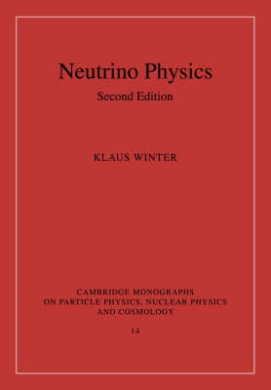 Neutrino Physics
Second Edition
KLAUS WINTER
CAMBRIDGE MONOGRAPHS
ON PARTICLE PHYSICS, NUCLEAR PHYSICS
AND COSMOLOGY
14